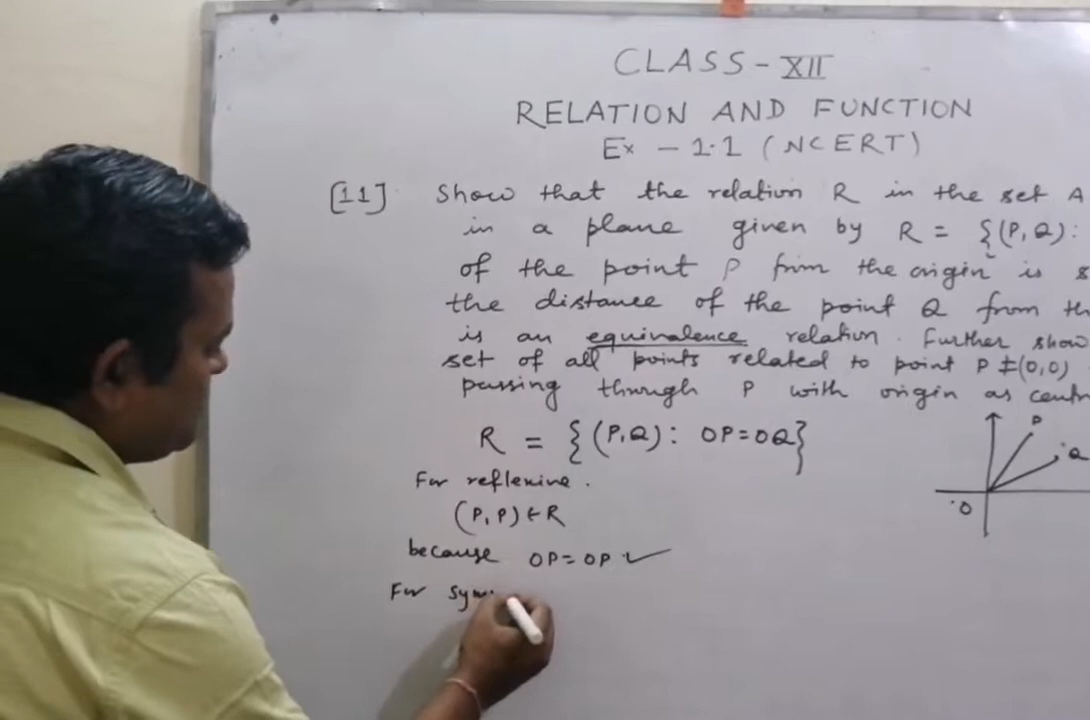 CLASS - XII
RELATION AND FUNCTION
Ex - 1.1 (NCERT)
[11] Show that the relation R in the set A
in a plane given by R = {(P, Q):
of the point P from the origin is s
the distance of the point Q from th
is an equivalence relation. Further show
set of all points related to point P ≠ (0,0)
passing through P with origin as centr
R = {(P,Q): OP=OQ}
For reflexive.
(P, P) ∈ R
because OP = OP ✓
For sym
P
Q
O